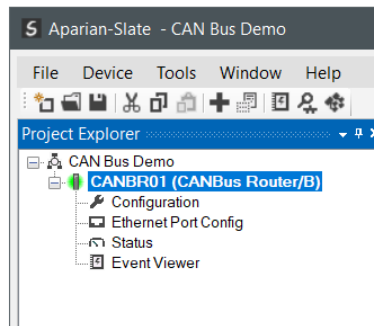 S Aparian-Slate - CAN Bus Demo
File Device Tools Window Help
Project Explorer
CAN Bus Demo
CANBR01 (CANBus Router/B)
Configuration
Ethernet Port Config
Status
Event Viewer